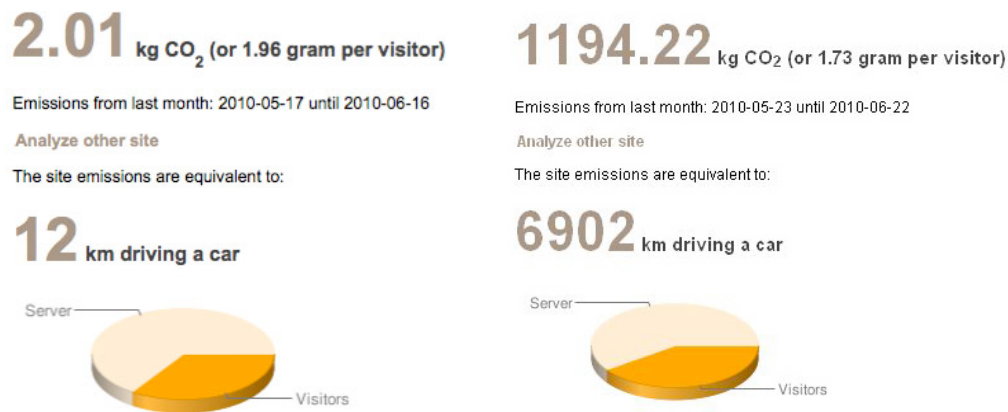 2.01 kg CO2 (or 1.96 gram per visitor)
Emissions from last month: 2010-05-17 until 2010-06-16
Analyze other site
The site emissions are equivalent to:
12 km driving a car
Server
Visitors
1194.22 kg CO2 (or 1.73 gram per visitor)
Emissions from last month: 2010-05-23 until 2010-06-22
Analyze other site
The site emissions are equivalent to:
6902 km driving a car
Server
Visitors